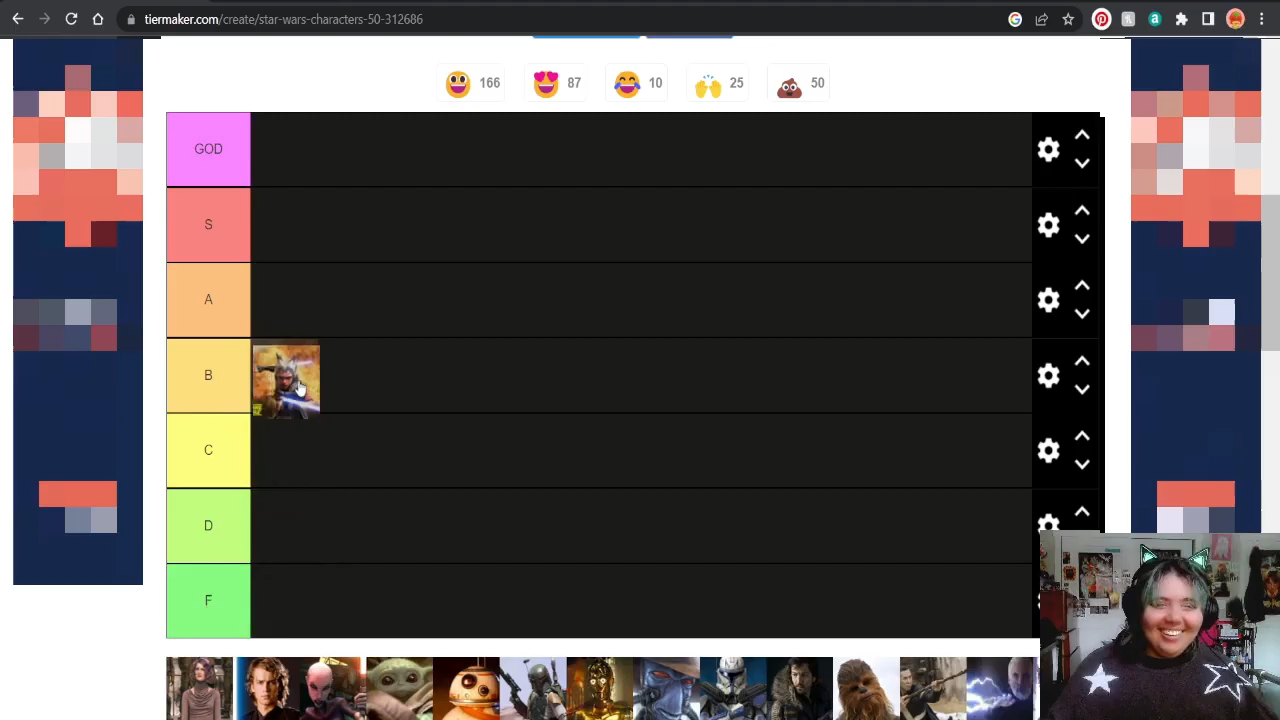 tiermaker.com/create/star-wars-characters-50-312686
166
87
10
25
50
GOD
S
A
B
C
D
F